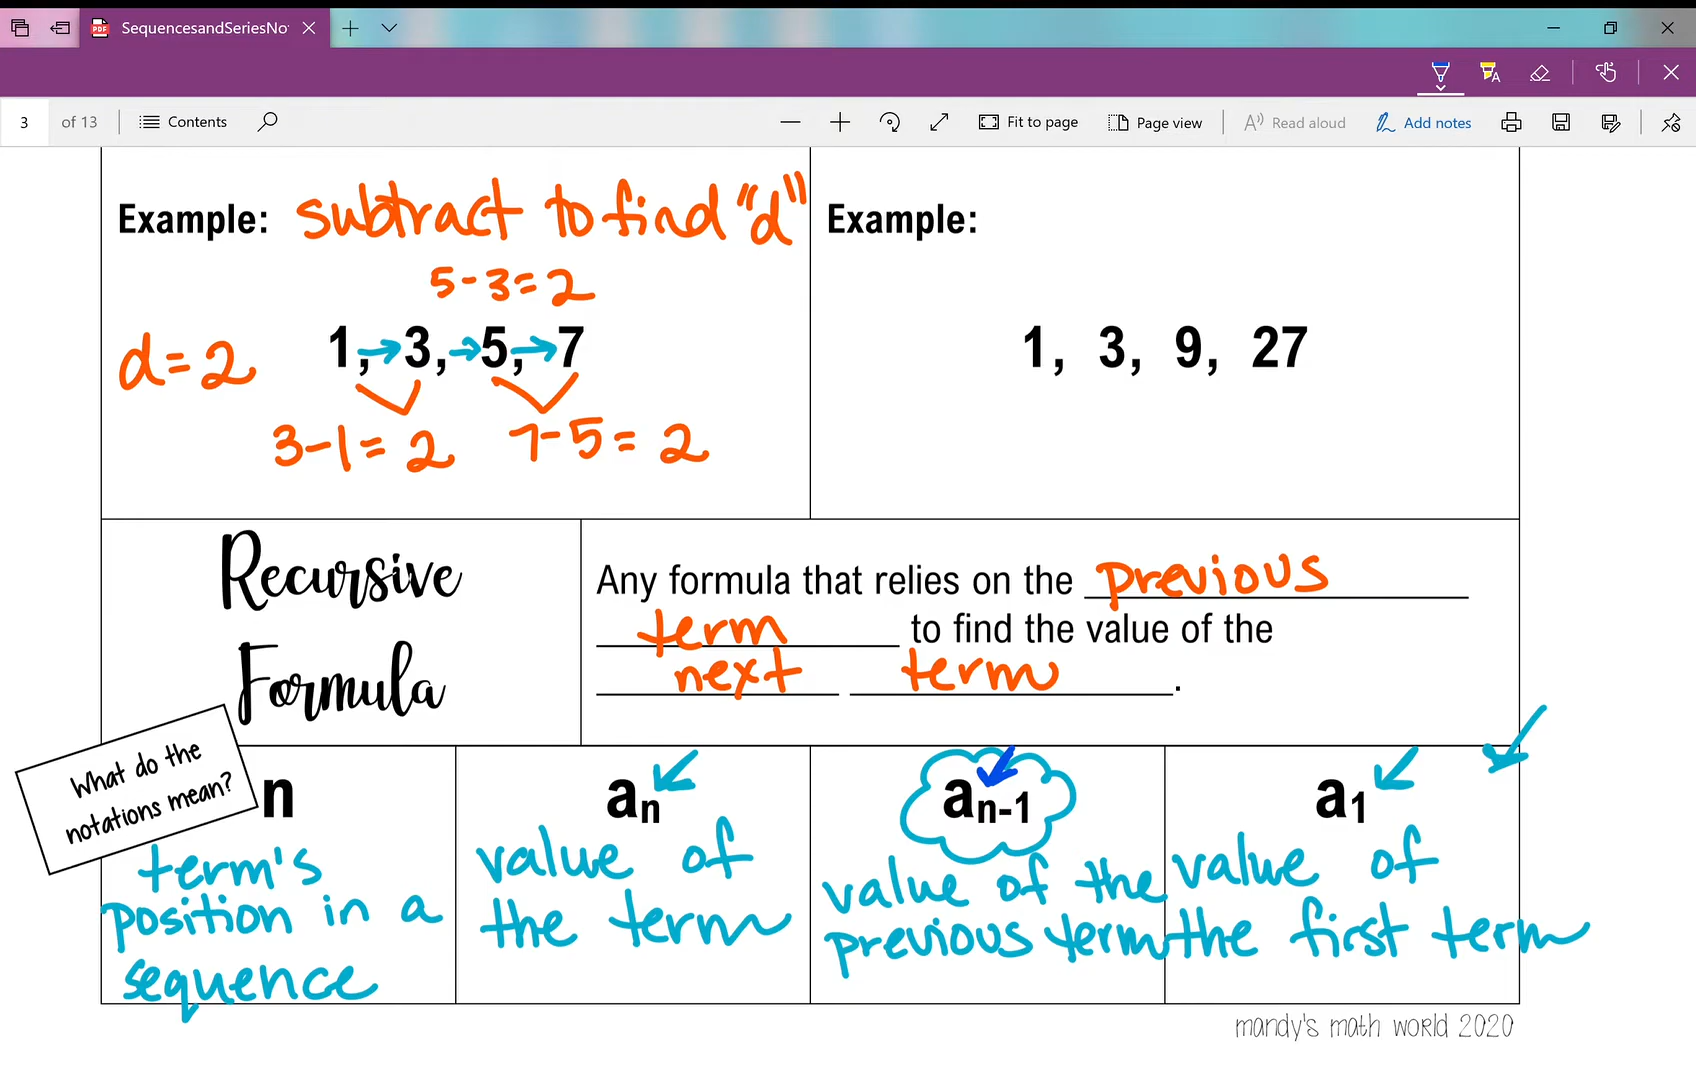 SequencesandSeriesNo
3 of 13 Contents Fit to page Page view Read aloud Add notes
Example: subtract to find "d"
5-3=2
d=2 1, 3, 5, 7
3-1=2 7-5=2
Example:
1, 3, 9, 27
Recursive
Formula
Any formula that relies on the previous
term to find the value of the
next term.
What do the
notations mean?
n
term's
position in a
sequence
an
value of
the term
an-1
value of the
previous term
a1
value of
the first term
mandy's math world 2020